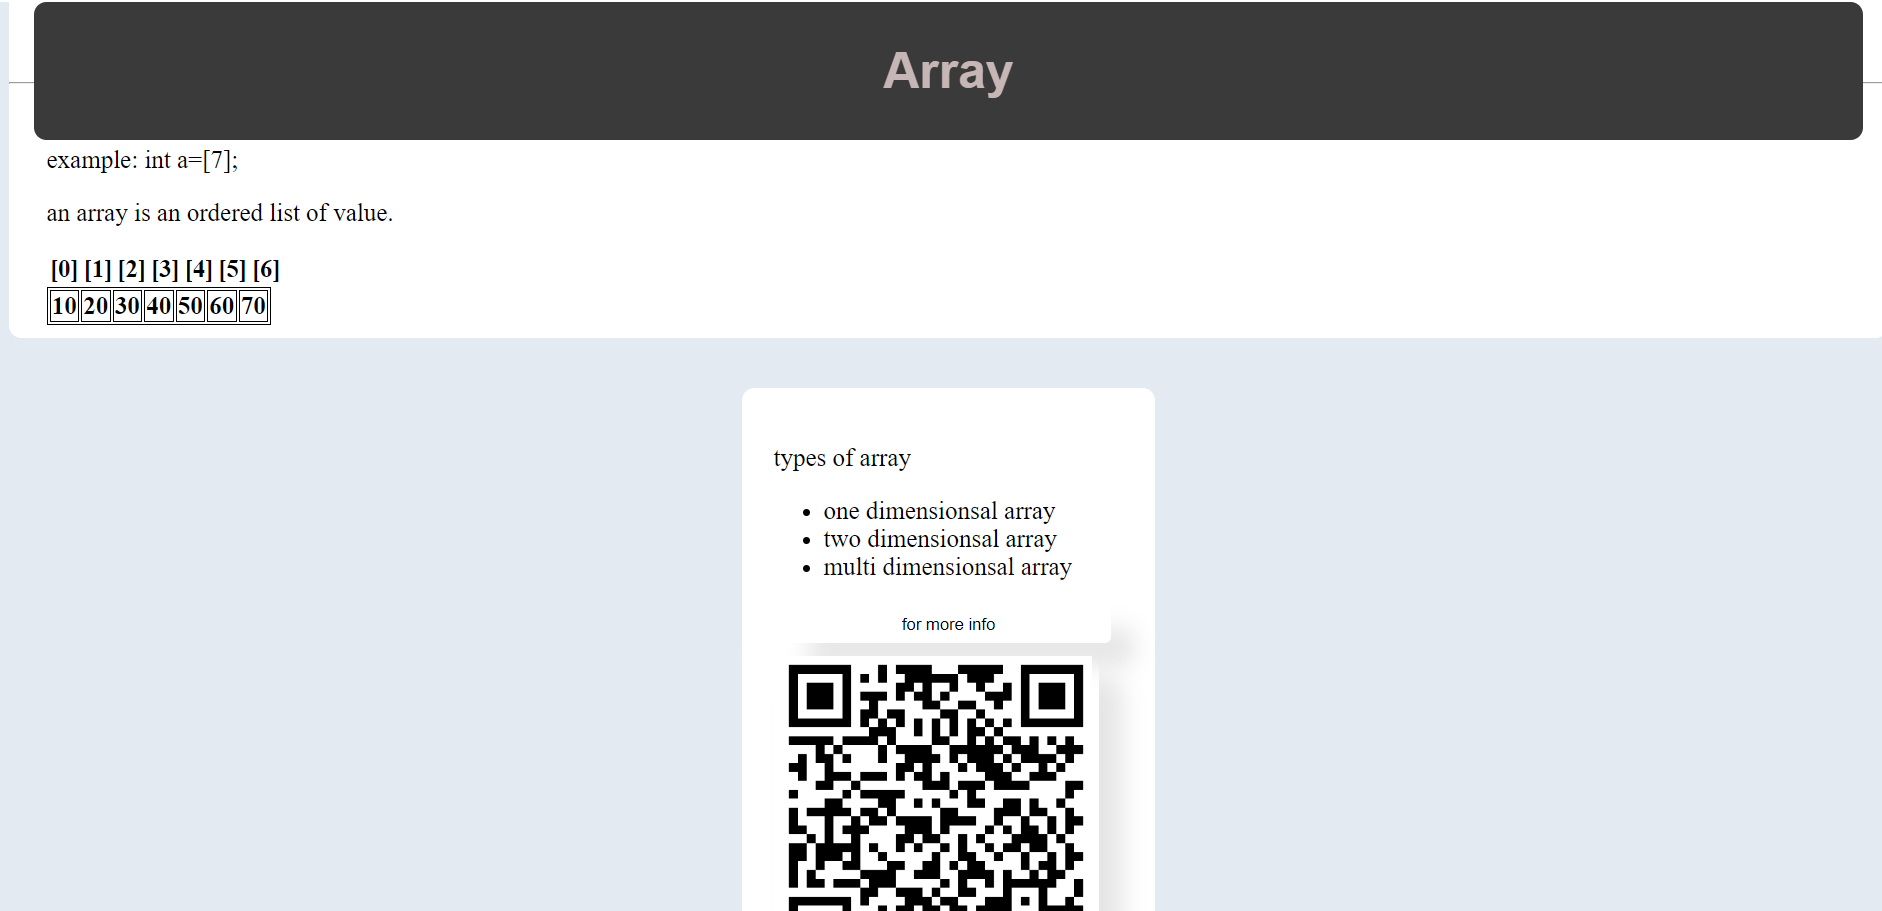 Array
example: int a=[7];
an array is an ordered list of value.
[0] [1] [2] [3] [4] [5] [6]
10 20 30 40 50 60 70
types of array
one dimensionsal array
two dimensionsal array
multi dimensionsal array
for more info